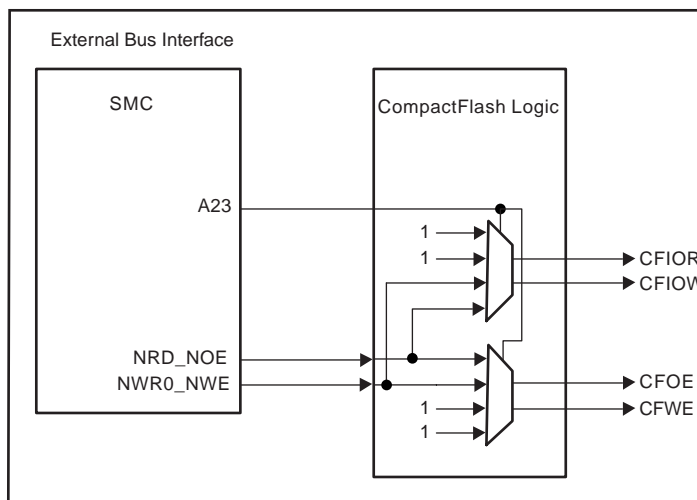 External Bus Interface
SMC
CompactFlash Logic
A23
1
1
CFIOR
CFIOW
NRD_NOE
NWR0_NWE
CFOE
1
CFWE
1